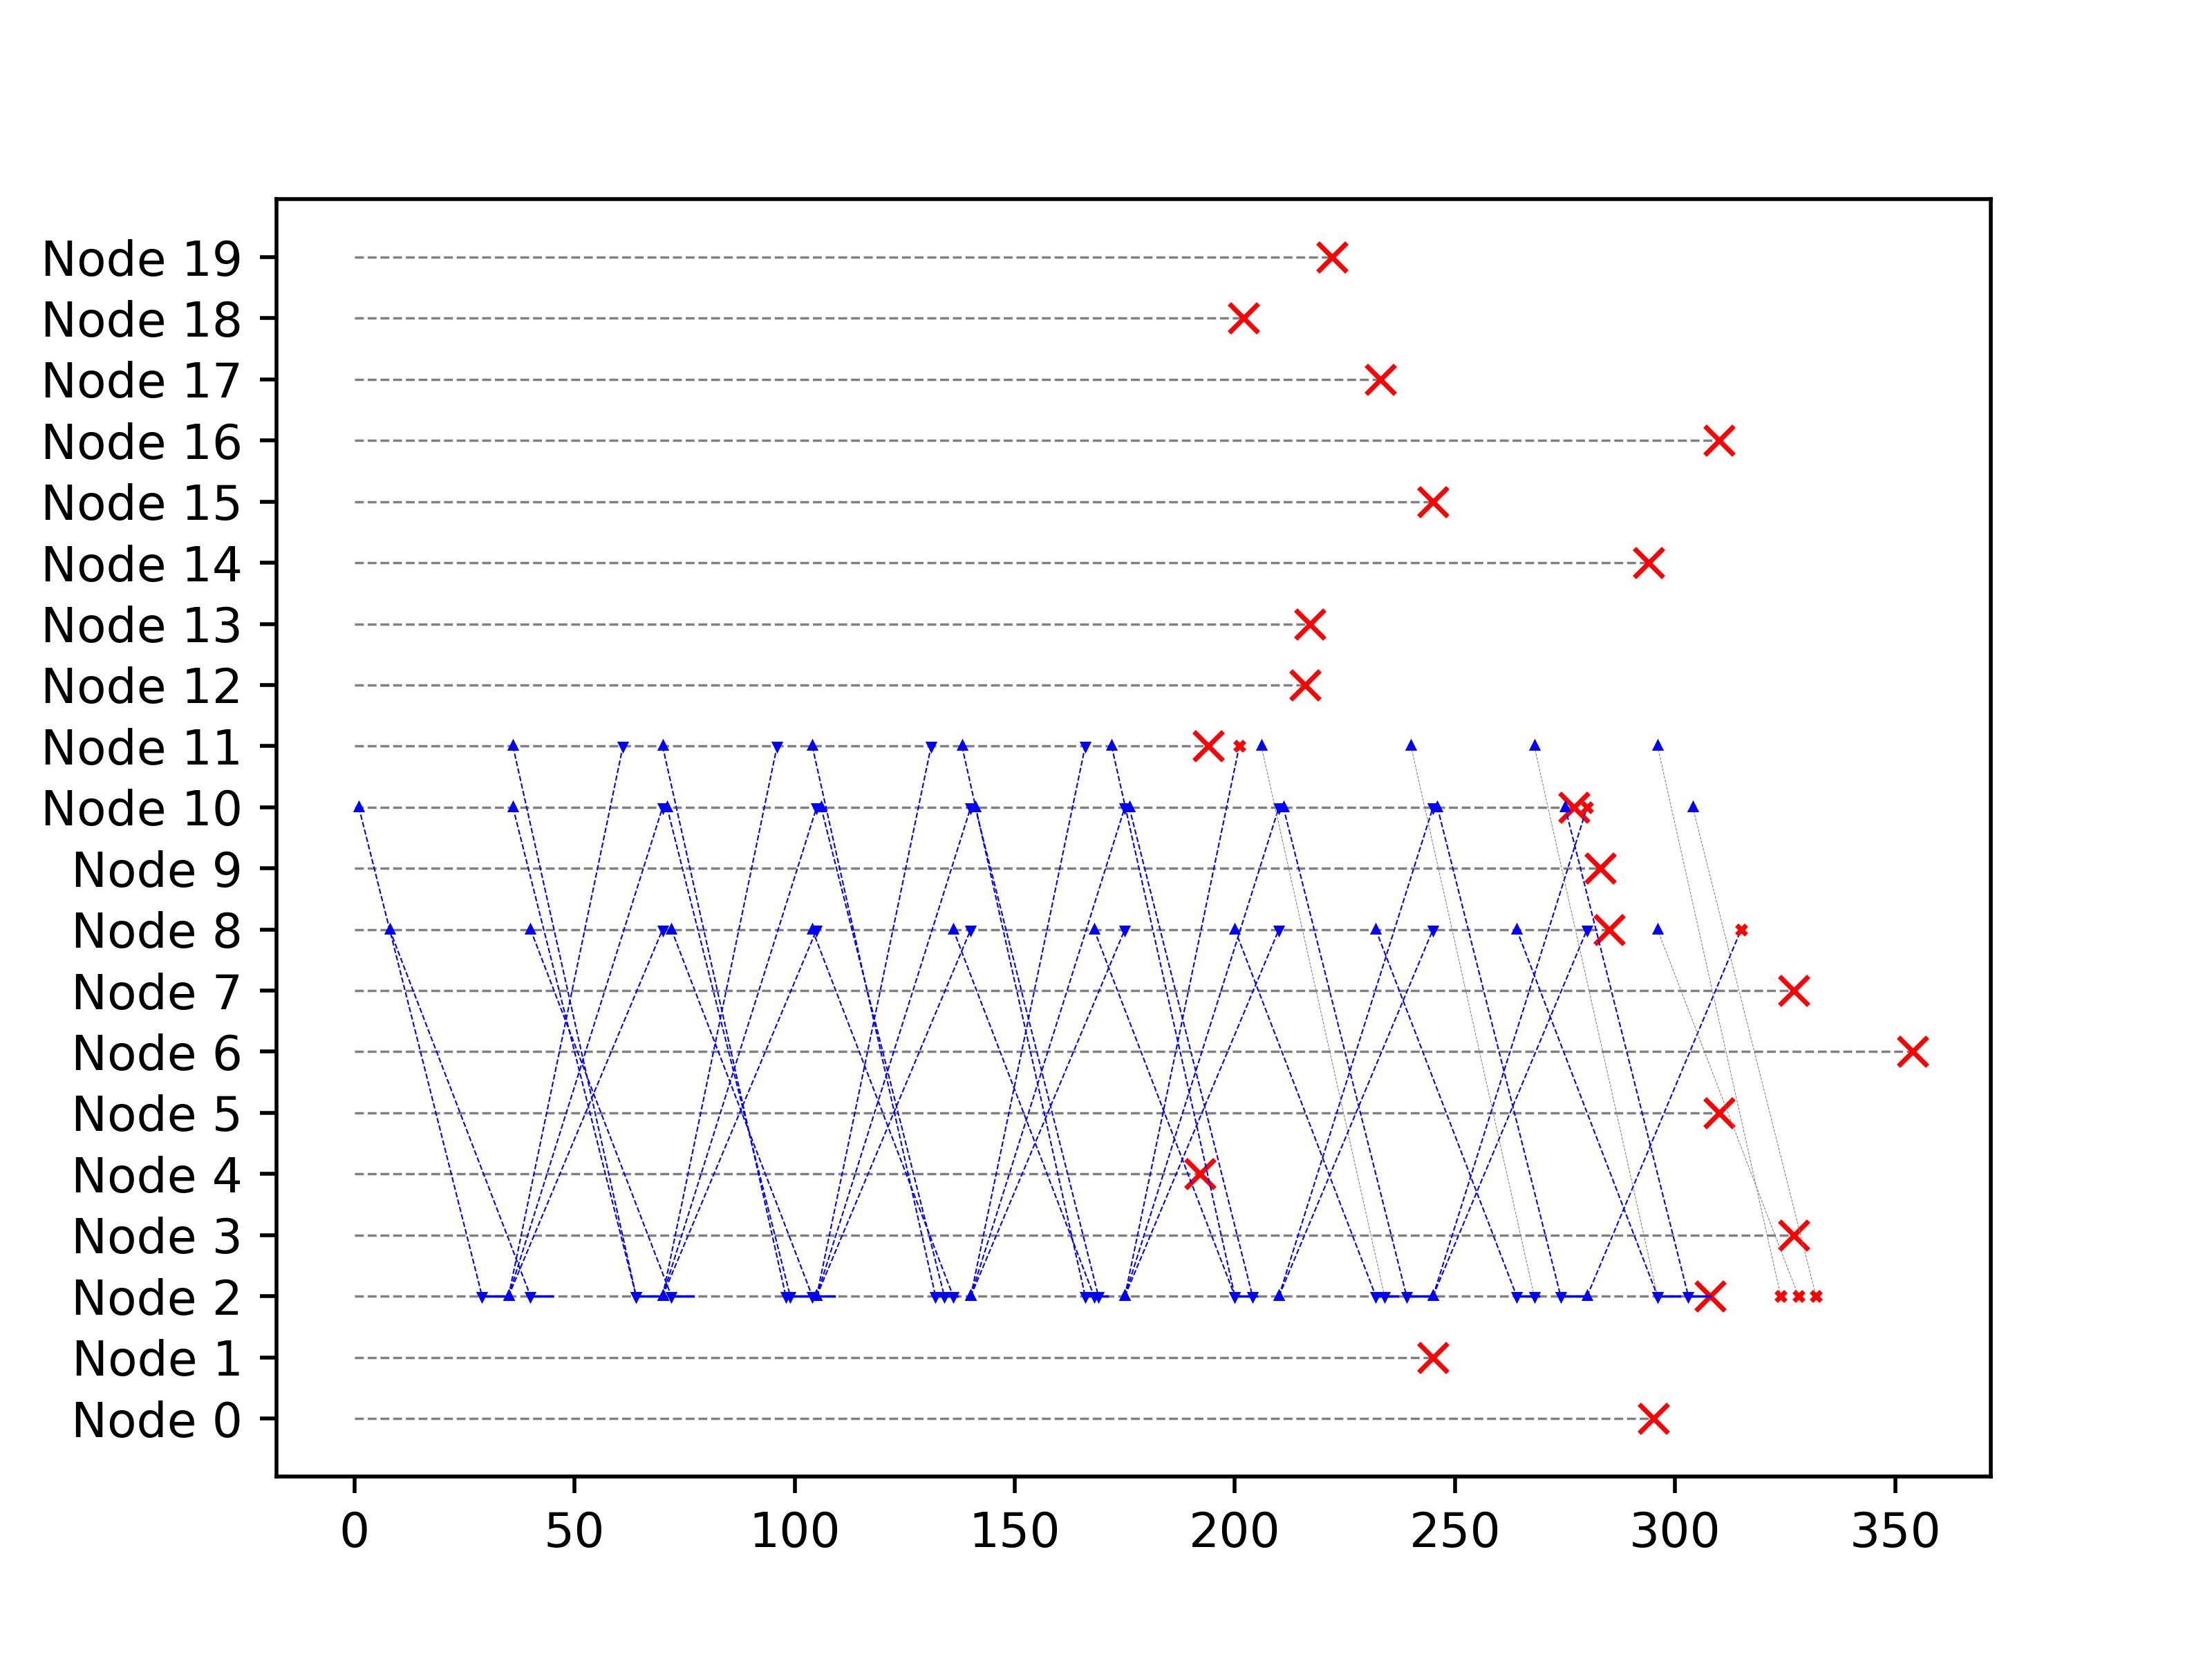 Node 19
Node 18
Node 17
Node 16
Node 15
Node 14
Node 13
Node 12
Node 11
Node 10
Node 9
Node 8
Node 7
Node 6
Node 5
Node 4
Node 3
Node 2
Node 1
Node 0
0 50 100 150 200 250 300 350